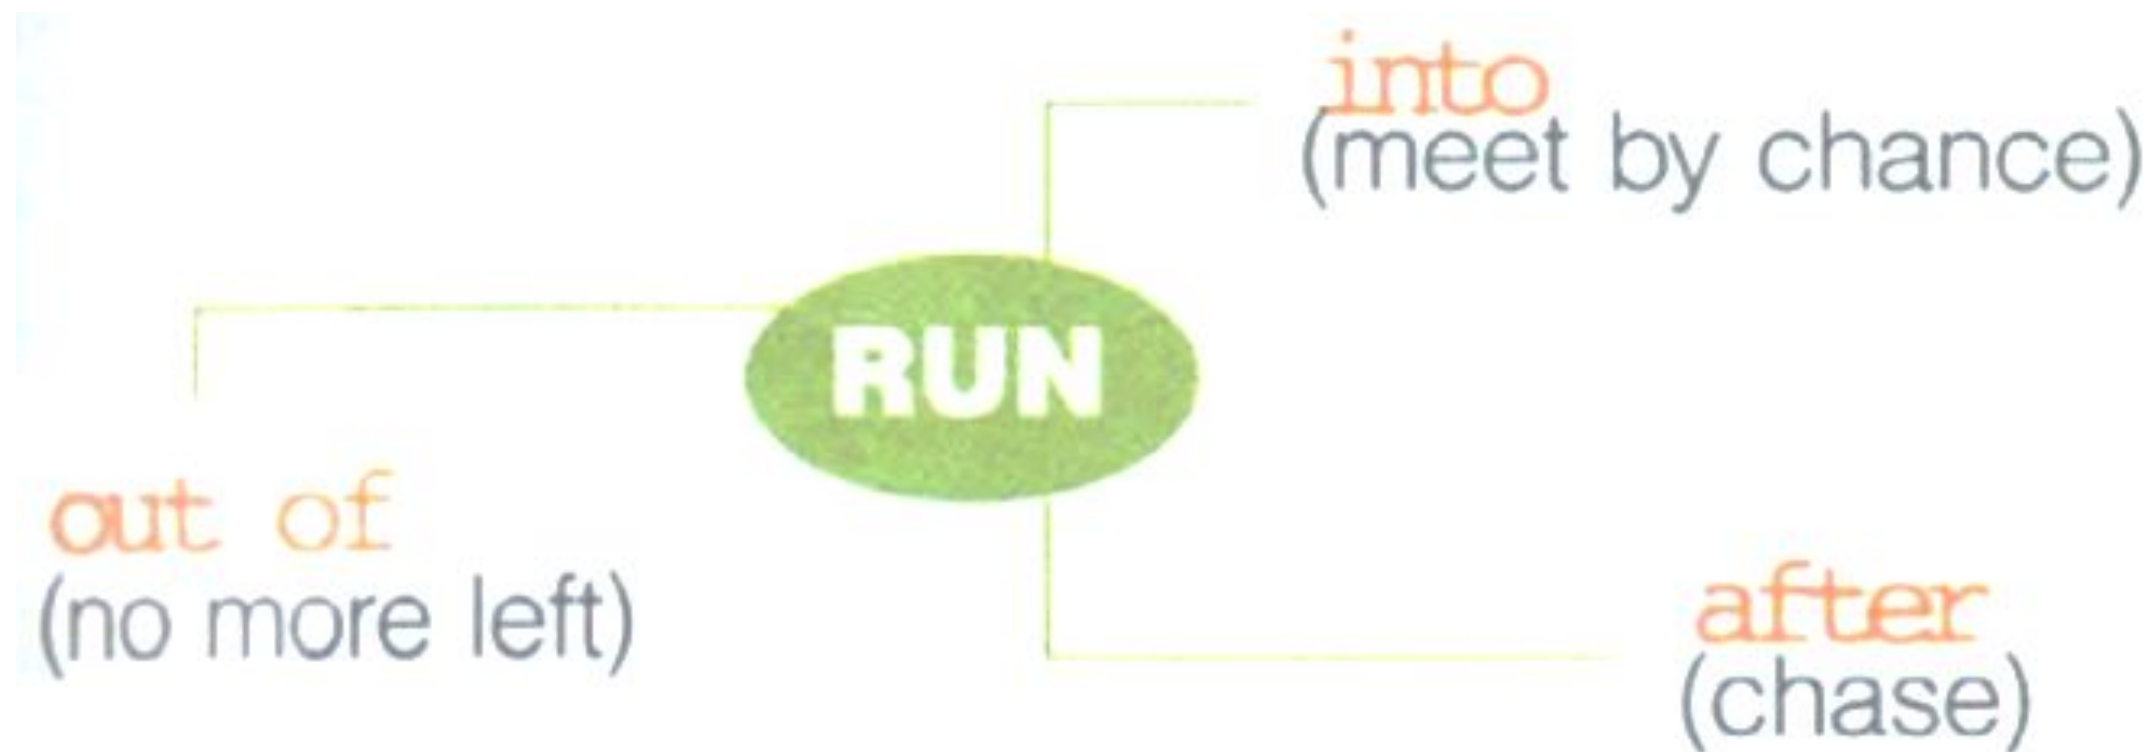 into
(meet by chance)
RUN
out of
(no more left)
after
(chase)